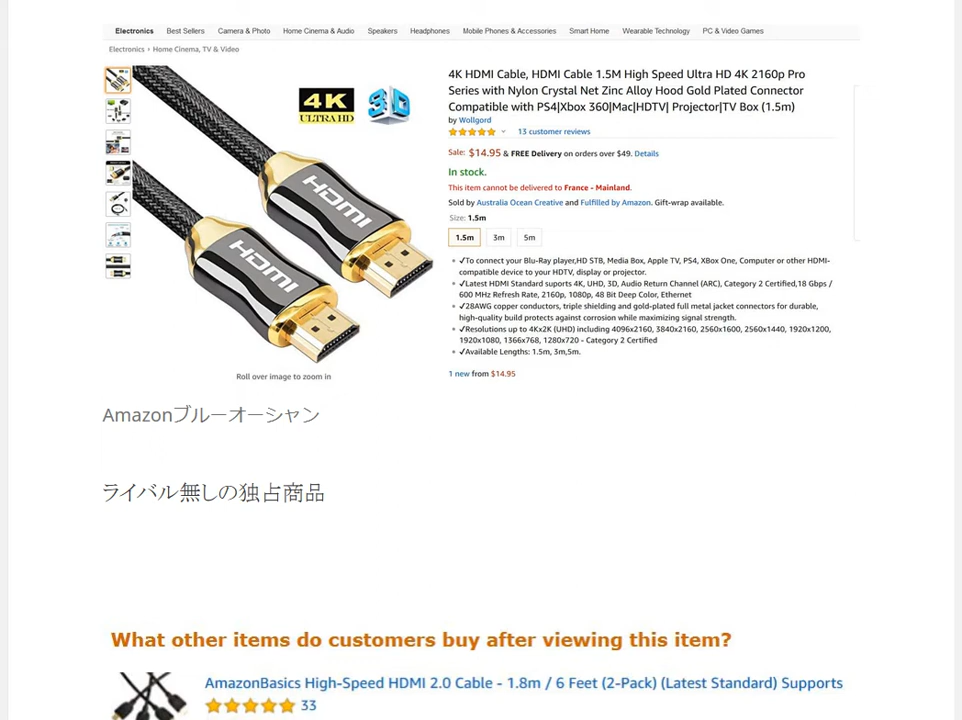 Electronics Best Sellers Camera & Photo Home Cinema & Audio Speakers Headphones Mobile Phones & Accessories Smart Home Wearable Technology PC & Video Games
Electronics › Home Cinema, TV & Video
4K
ULTRA HD
3D
HDMI
HDMI
Roll over image to zoom in
4K HDMI Cable, HDMI Cable 1.5M High Speed Ultra HD 4K 2160p Pro
Series with Nylon Crystal Net Zinc Alloy Hood Gold Plated Connector
Compatible with PS4|Xbox 360|Mac|HDTV| Projector|TV Box (1.5m)
by Wollgord
13 customer reviews
Sale: $14.95 & FREE Delivery on orders over $49. Details
In stock.
This item cannot be delivered to France - Mainland.
Sold by Australia Ocean Creative and Fulfilled by Amazon. Gift-wrap available.
Size: 1.5m
1.5m 3m 5m
• ✓To connect your Blu-Ray player,HD STB, Media Box, Apple TV, PS4, XBox One, Computer or other HDMI-
compatible device to your HDTV, display or projector.
• ✓Latest HDMI Standard suports 4K, UHD, 3D, Audio Return Channel (ARC), Category 2 Certified,18 Gbps /
600 MHz Refresh Rate, 2160p, 1080p, 48 Bit Deep Color, Ethernet
• ✓28AWG copper conductors, triple shielding and gold-plated full metal jacket connectors for durable,
high-quality build protects against corrosion while maximizing signal strength.
• ✓Resolutions up to 4Kx2K (UHD) including 4096x2160, 3840x2160, 2560x1600, 2560x1440, 1920x1200,
1920x1080, 1366x768, 1280x720 - Category 2 Certified
• ✓Available Lengths: 1.5m, 3m,5m.
1 new from $14.95
Amazonブルーオーシャン
ライバル無しの独占商品
What other items do customers buy after viewing this item?
AmazonBasics High-Speed HDMI 2.0 Cable - 1.8m / 6 Feet (2-Pack) (Latest Standard) Supports
33